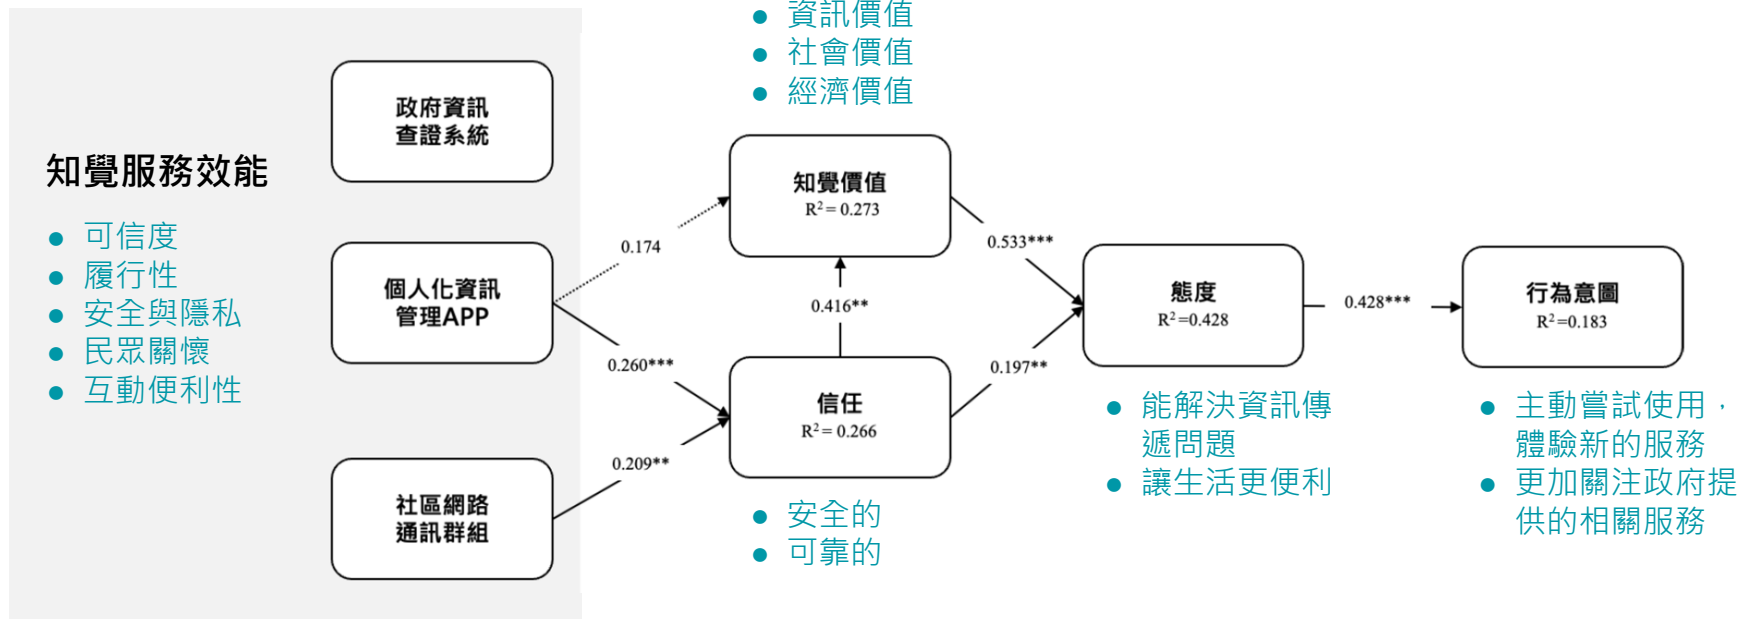 知覺服務效能
● 可信度
● 履行性
● 安全與隱私
● 民眾關懷
● 互動便利性
政府資訊
查證系統
個人化資訊
管理APP
社區網路
通訊群組
0.174
0.260***
0.209**
● 資訊價值
● 社會價值
● 經濟價值
知覺價值
R² = 0.273
0.416**
信任
R² = 0.266
● 安全的
● 可靠的
0.533***
0.197**
態度
R² =0.428
● 能解決資訊傳
遞問題
● 讓生活更便利
0.428***
行為意圖
R² =0.183
● 主動嘗試使用，
體驗新的服務
● 更加關注政府提
供的相關服務